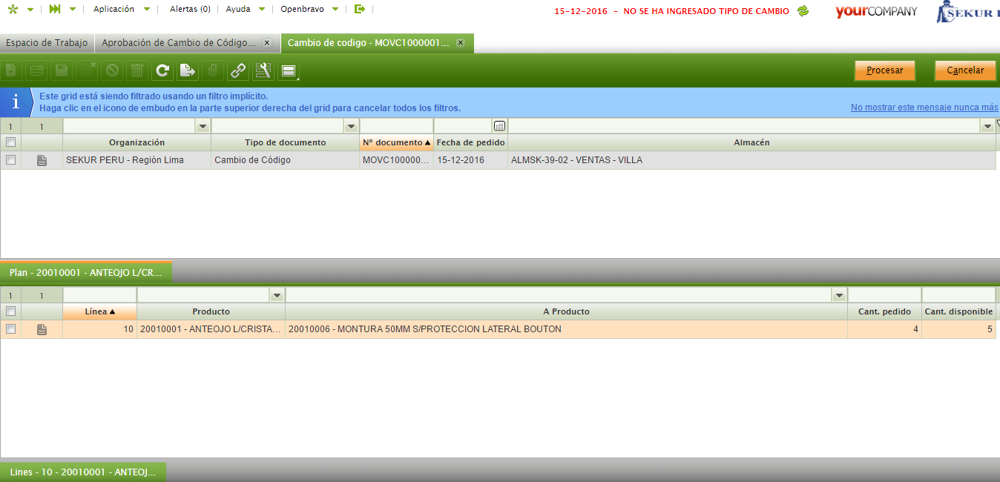 Aplicación Alertas (0) Ayuda Openbravo 15-12-2016 - NO SE HA INGRESADO TIPO DE CAMBIO yourCOMPANY SEKUR
Espacio de Trabajo Aprobación de Cambio de Código... Cambio de codigo - MOVC1000001...
Procesar Cancelar
Este grid está siendo filtrado usando un filtro implícito.
Haga clic en el icono de embudo en la parte superior derecha del grid para cancelar todos los filtros. No mostrare este mensaje nunca más
1 1
Organización Tipo de documento Nº documento Fecha de pedido Almacén
SEKUR PERU - Región Lima Cambio de Código MOVC100000... 15-12-2016 ALMSK-39-02 - VENTAS - VILLA
Plan - 20010001 - ANTEOJO L/CR...
1 1
Línea Producto A Producto Cant. pedido Cant. disponible
10 20010001 - ANTEOJO L/CRISTA... 20010006 - MONTURA 50MM S/PROTECCION LATERAL BOUTON 4 5
Lines - 10 - 20010001 - ANTEOJ...